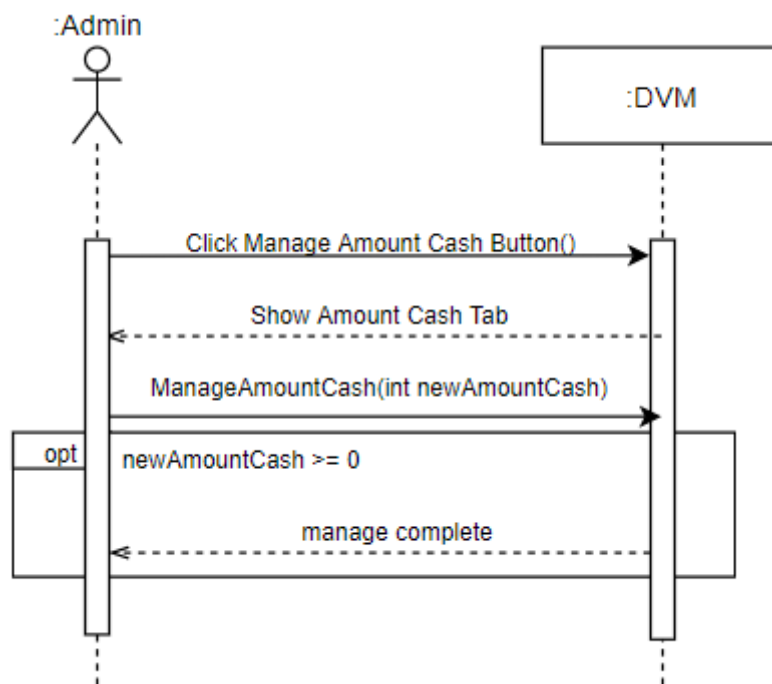 :Admin
:DVM
Click Manage Amount Cash Button()
Show Amount Cash Tab
ManageAmountCash(int newAmountCash)
opt
newAmountCash >= 0
manage complete